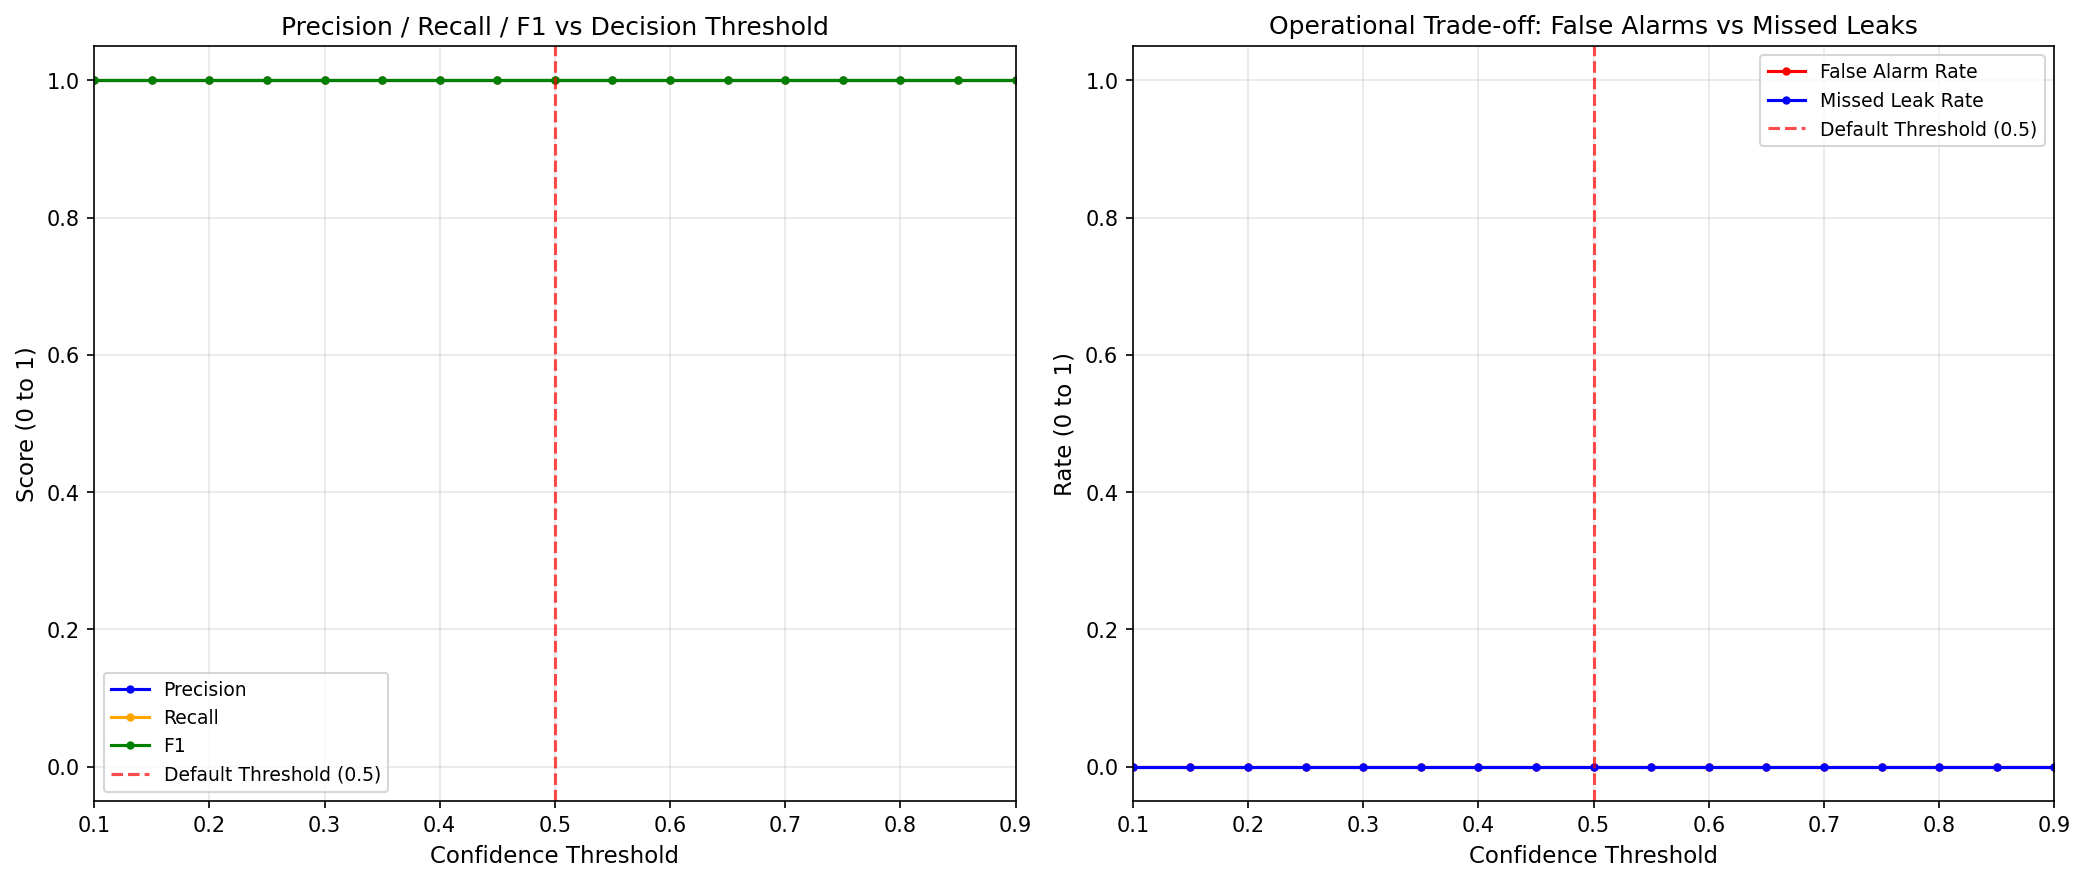 Precision / Recall / F1 vs Decision Threshold
1.0
0.8
0.6
0.4
0.2
0.0
Score (0 to 1)
Precision
Recall
F1
Default Threshold (0.5)
0.1 0.2 0.3 0.4 0.5 0.6 0.7 0.8 0.9
Confidence Threshold
Operational Trade-off: False Alarms vs Missed Leaks
1.0
0.8
0.6
0.4
0.2
0.0
Rate (0 to 1)
False Alarm Rate
Missed Leak Rate
Default Threshold (0.5)
0.1 0.2 0.3 0.4 0.5 0.6 0.7 0.8 0.9
Confidence Threshold